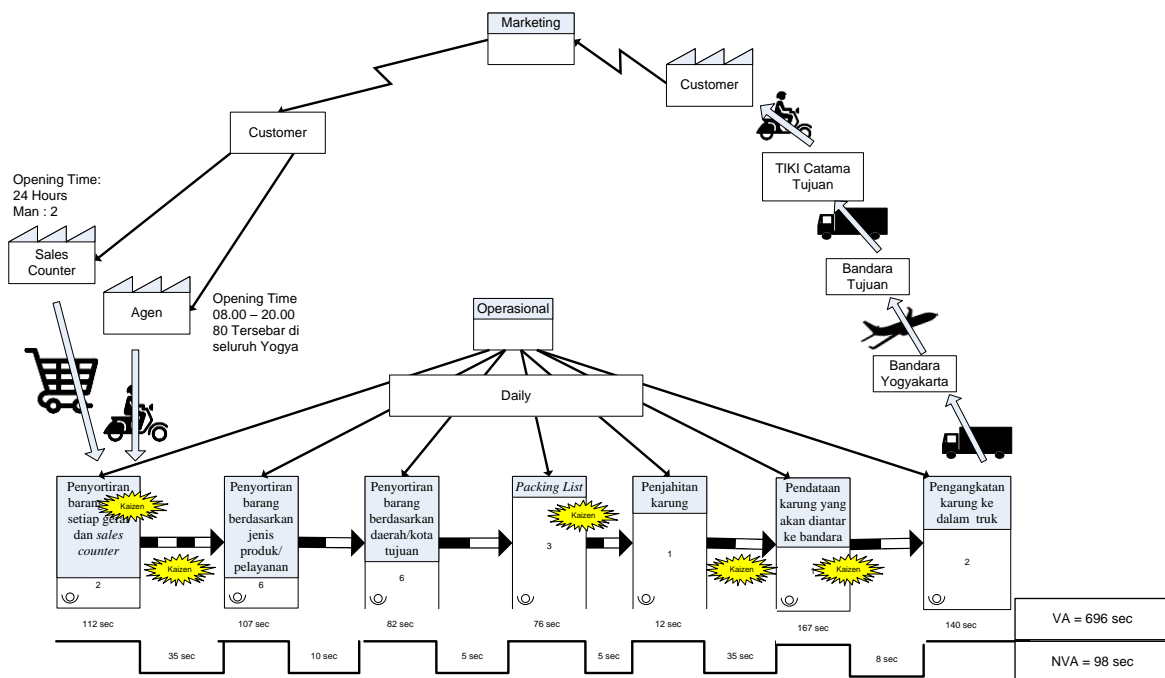 Marketing
Customer
Customer
TIKI Catama
Tujuan
Opening Time:
24 Hours
Man : 2
Sales
Counter
Agen
Opening Time
08.00 – 20.00
80 Tersebar di
seluruh Yogya
Bandara
Tujuan
Operasional
Bandara
Yogyakarta
Daily
Penyortiran
barang
setiap gerai
dan sales
counter
Kaizen
2
Kaizen
Penyortiran
barang
berdasarkan
jenis
produk/
pelayanan
6
Penyortiran
barang
berdasarkan
daerah/kota
tujuan
6
Packing List
Kaizen
3
Penjahitan
karung
1
Kaizen
Pendataan
karung yang
akan diantar
ke bandara
Kaizen
Pengangkatan
karung ke
dalam truk
2
112 sec
107 sec
82 sec
76 sec
12 sec
167 sec
140 sec
VA = 696 sec
35 sec
10 sec
5 sec
5 sec
35 sec
8 sec
NVA = 98 sec